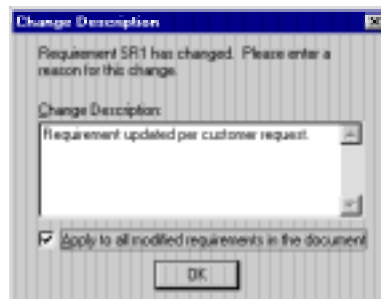 Change Description
Requirement SR1 has changed. Please enter a
reason for this change.
Change Description:
Requirement updated per customer request.
Apply to all modified requirements in the document
OK